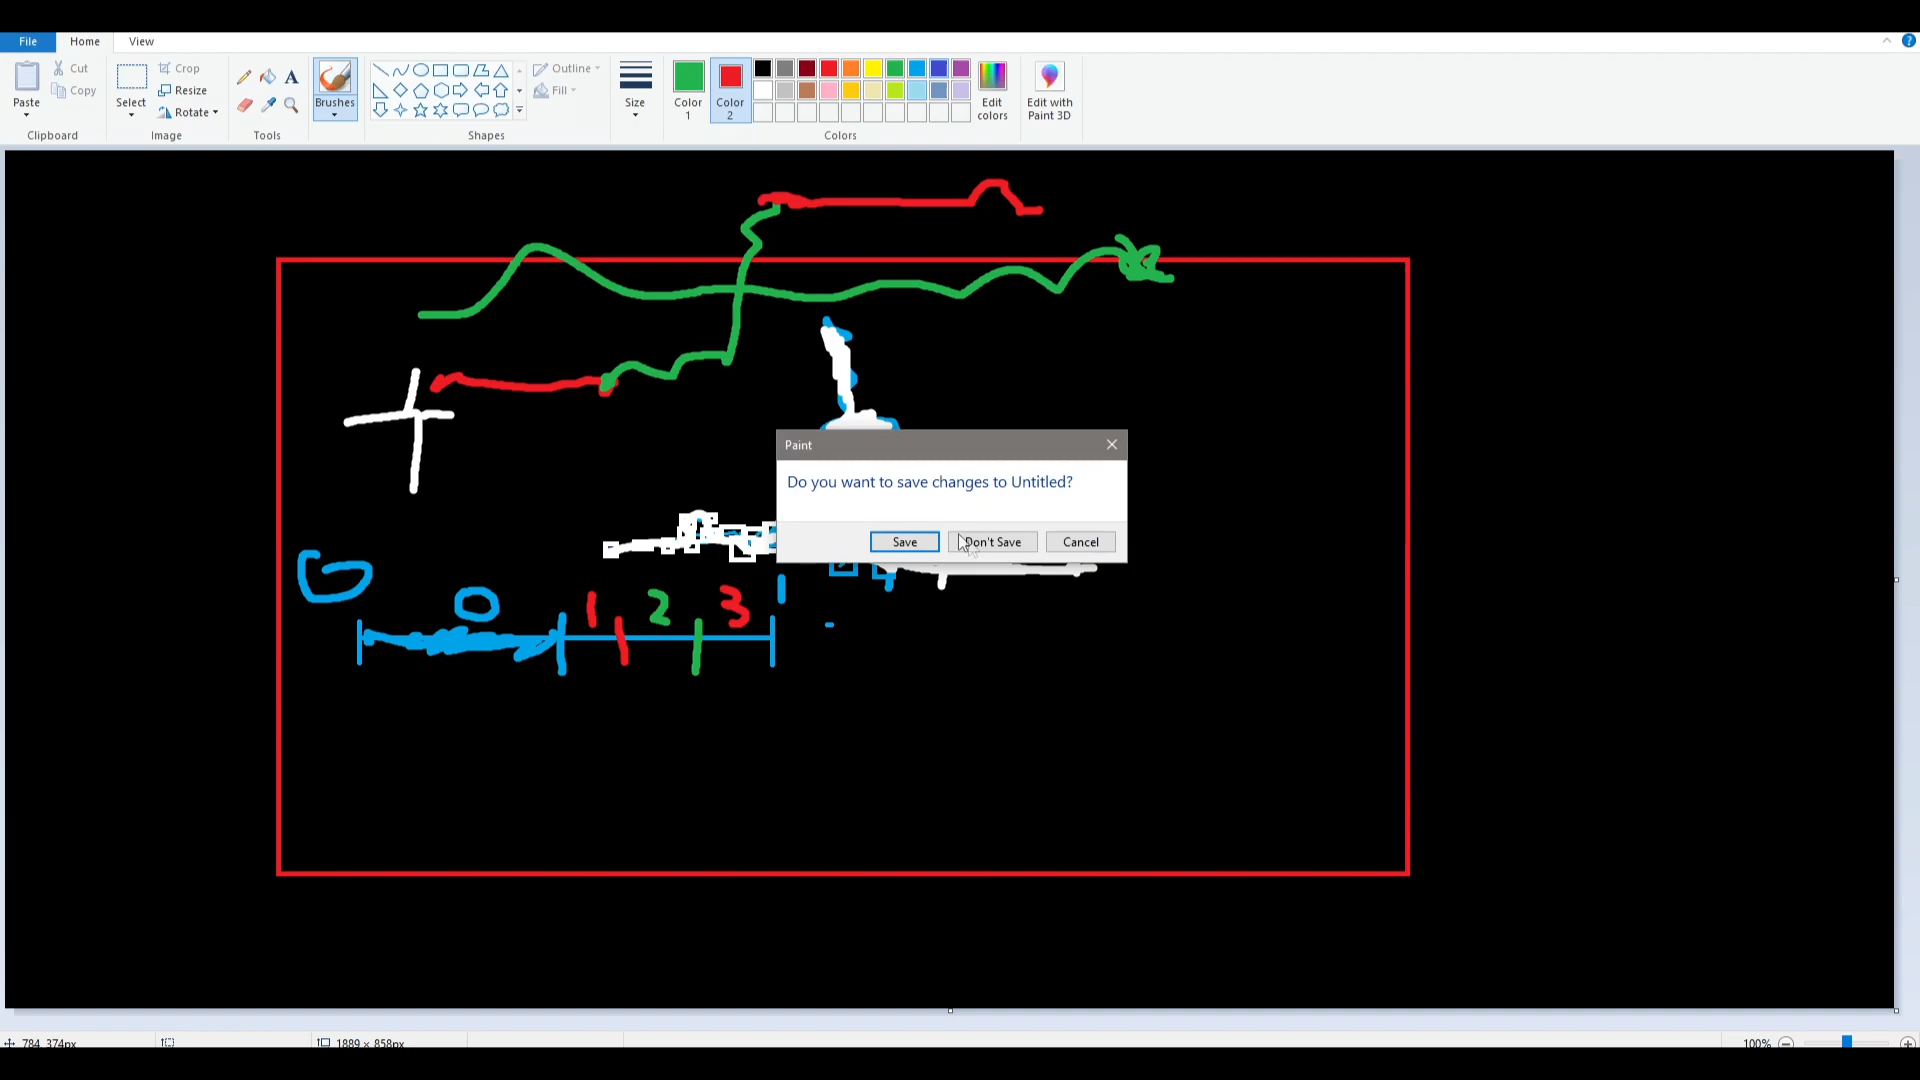 File Home View
Paste
Cut
Copy
Clipboard
Select
Crop
Resize
Rotate
Image
Tools
Brushes
Shapes
Outline
Fill
Size
Color 1
Color 2
Colors
Edit colors
Edit with Paint 3D
Paint
Do you want to save changes to Untitled?
Save Don't Save Cancel
0 1 2 3
784, 374px
1889 × 858px
100%